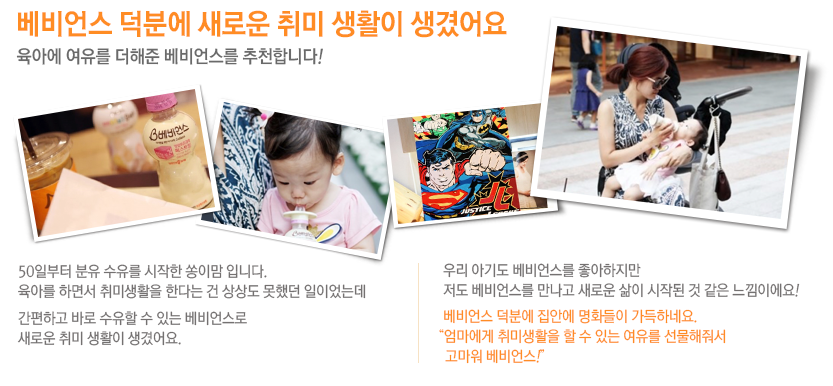 베비언스 덕분에 새로운 취미 생활이 생겼어요
육아에 여유를 더해준 베비언스를 추천합니다!
베비언스
JUSTICE
50일부터 분유 수유를 시작한 쏭이맘 입니다.
육아를 하면서 취미생활을 한다는 건 상상도 못했던 일이었는데
간편하고 바로 수유할 수 있는 베비언스로
새로운 취미 생활이 생겼어요.
우리 아기도 베비언스를 좋아하지만
저도 베비언스를 만나고 새로운 삶이 시작된 것 같은 느낌이에요!
베비언스 덕분에 집안에 명화들이 가득하네요.
“엄마에게 취미생활을 할 수 있는 여유를 선물해줘서
고마워 베비언스!”